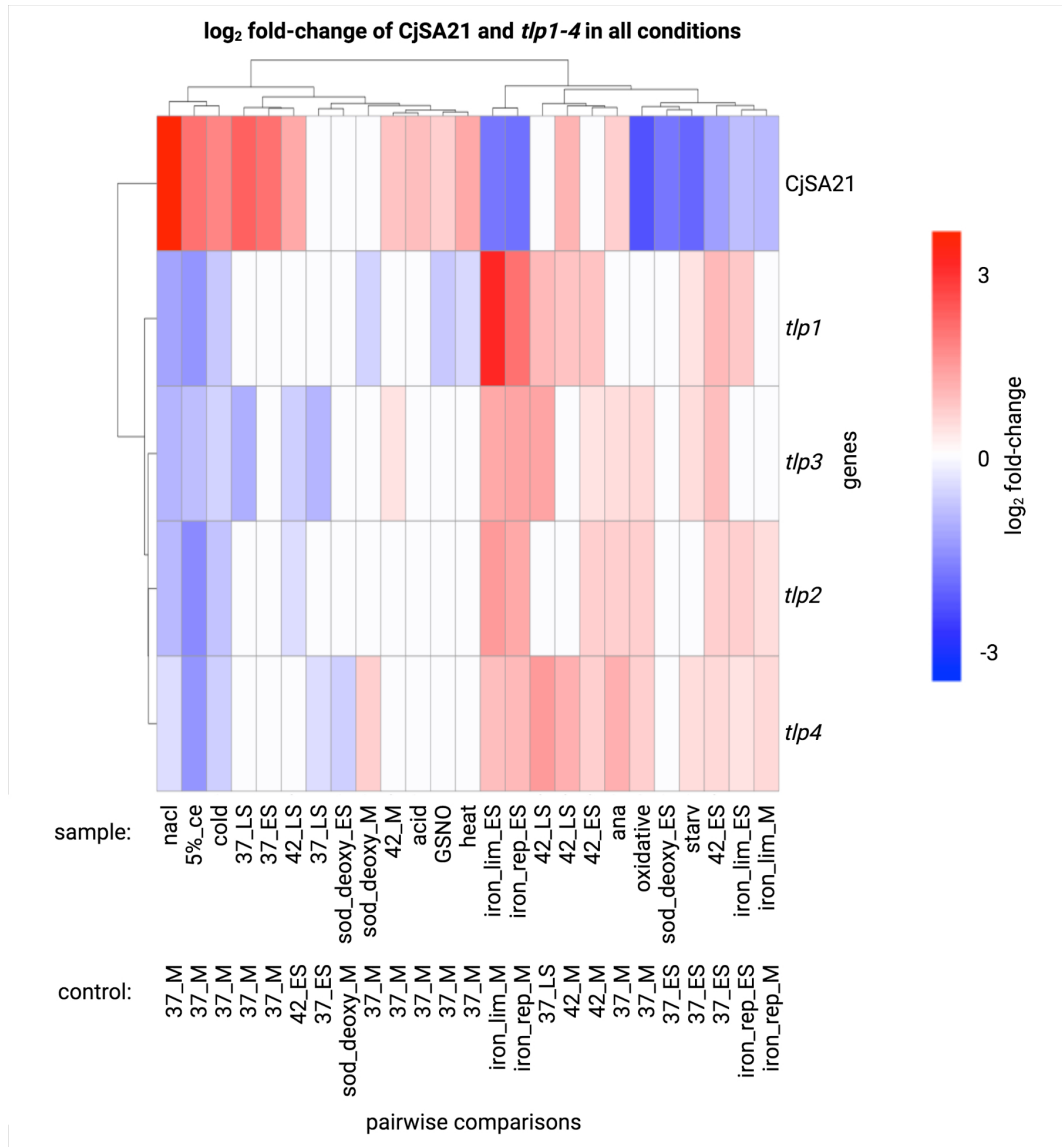 log₂ fold-change of CjSA21 and tlp1-4 in all conditions
CjSA21
tlp1
tlp3
tlp2
tlp4
genes
3
0
-3
log₂ fold-change
sample:
nacl
5%_ce
cold
37_LS
37_ES
42_LS
37_LS
sod_deoxy_ES
sod_deoxy_M
42_M
acid
GSNO
heat
iron_lim_ES
iron_rep_ES
42_LS
42_LS
42_ES
ana
oxidative
sod_deoxy_ES
starv
42_ES
iron_lim_ES
iron_lim_M
control:
37_M
37_M
37_M
37_M
37_M
42_ES
37_ES
sod_deoxy_M
37_M
37_M
37_M
37_M
37_M
iron_lim_M
iron_rep_M
37_LS
42_M
42_M
37_M
37_M
37_ES
37_ES
37_ES
iron_rep_ES
iron_rep_M
pairwise comparisons